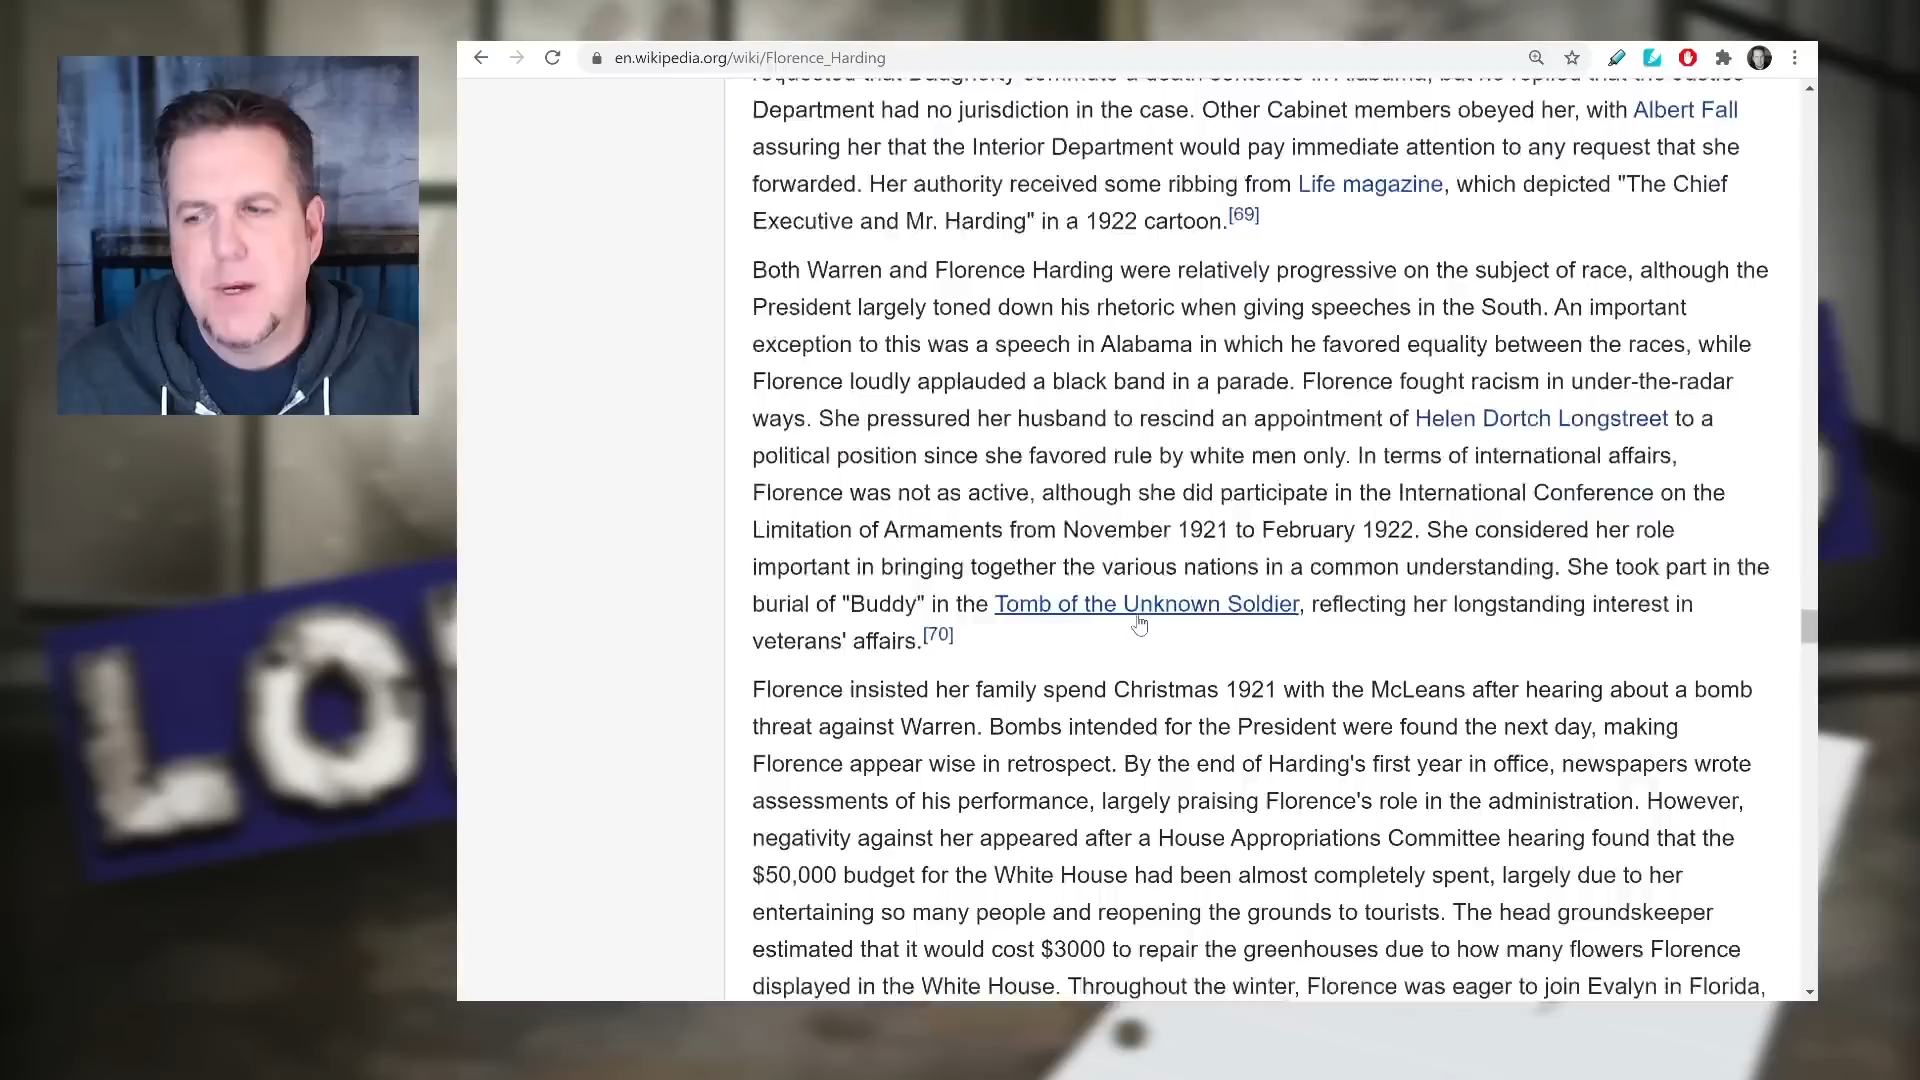 en.wikipedia.org/wiki/Florence_Harding
requested that Daugherty commute a death sentence in Alabama, but he replied that the Justice
Department had no jurisdiction in the case. Other Cabinet members obeyed her, with Albert Fall
assuring her that the Interior Department would pay immediate attention to any request that she
forwarded. Her authority received some ribbing from Life magazine, which depicted "The Chief
Executive and Mr. Harding" in a 1922 cartoon.[69]
Both Warren and Florence Harding were relatively progressive on the subject of race, although the
President largely toned down his rhetoric when giving speeches in the South. An important
exception to this was a speech in Alabama in which he favored equality between the races, while
Florence loudly applauded a black band in a parade. Florence fought racism in under-the-radar
ways. She pressured her husband to rescind an appointment of Helen Dortch Longstreet to a
political position since she favored rule by white men only. In terms of international affairs,
Florence was not as active, although she did participate in the International Conference on the
Limitation of Armaments from November 1921 to February 1922. She considered her role
important in bringing together the various nations in a common understanding. She took part in the
burial of "Buddy" in the Tomb of the Unknown Soldier, reflecting her longstanding interest in
veterans' affairs.[70]
Florence insisted her family spend Christmas 1921 with the McLeans after hearing about a bomb
threat against Warren. Bombs intended for the President were found the next day, making
Florence appear wise in retrospect. By the end of Harding's first year in office, newspapers wrote
assessments of his performance, largely praising Florence's role in the administration. However,
negativity against her appeared after a House Appropriations Committee hearing found that the
$50,000 budget for the White House had been almost completely spent, largely due to her
entertaining so many people and reopening the grounds to tourists. The head groundskeeper
estimated that it would cost $3000 to repair the greenhouses due to how many flowers Florence
displayed in the White House. Throughout the winter, Florence was eager to join Evalyn in Florida,
LO